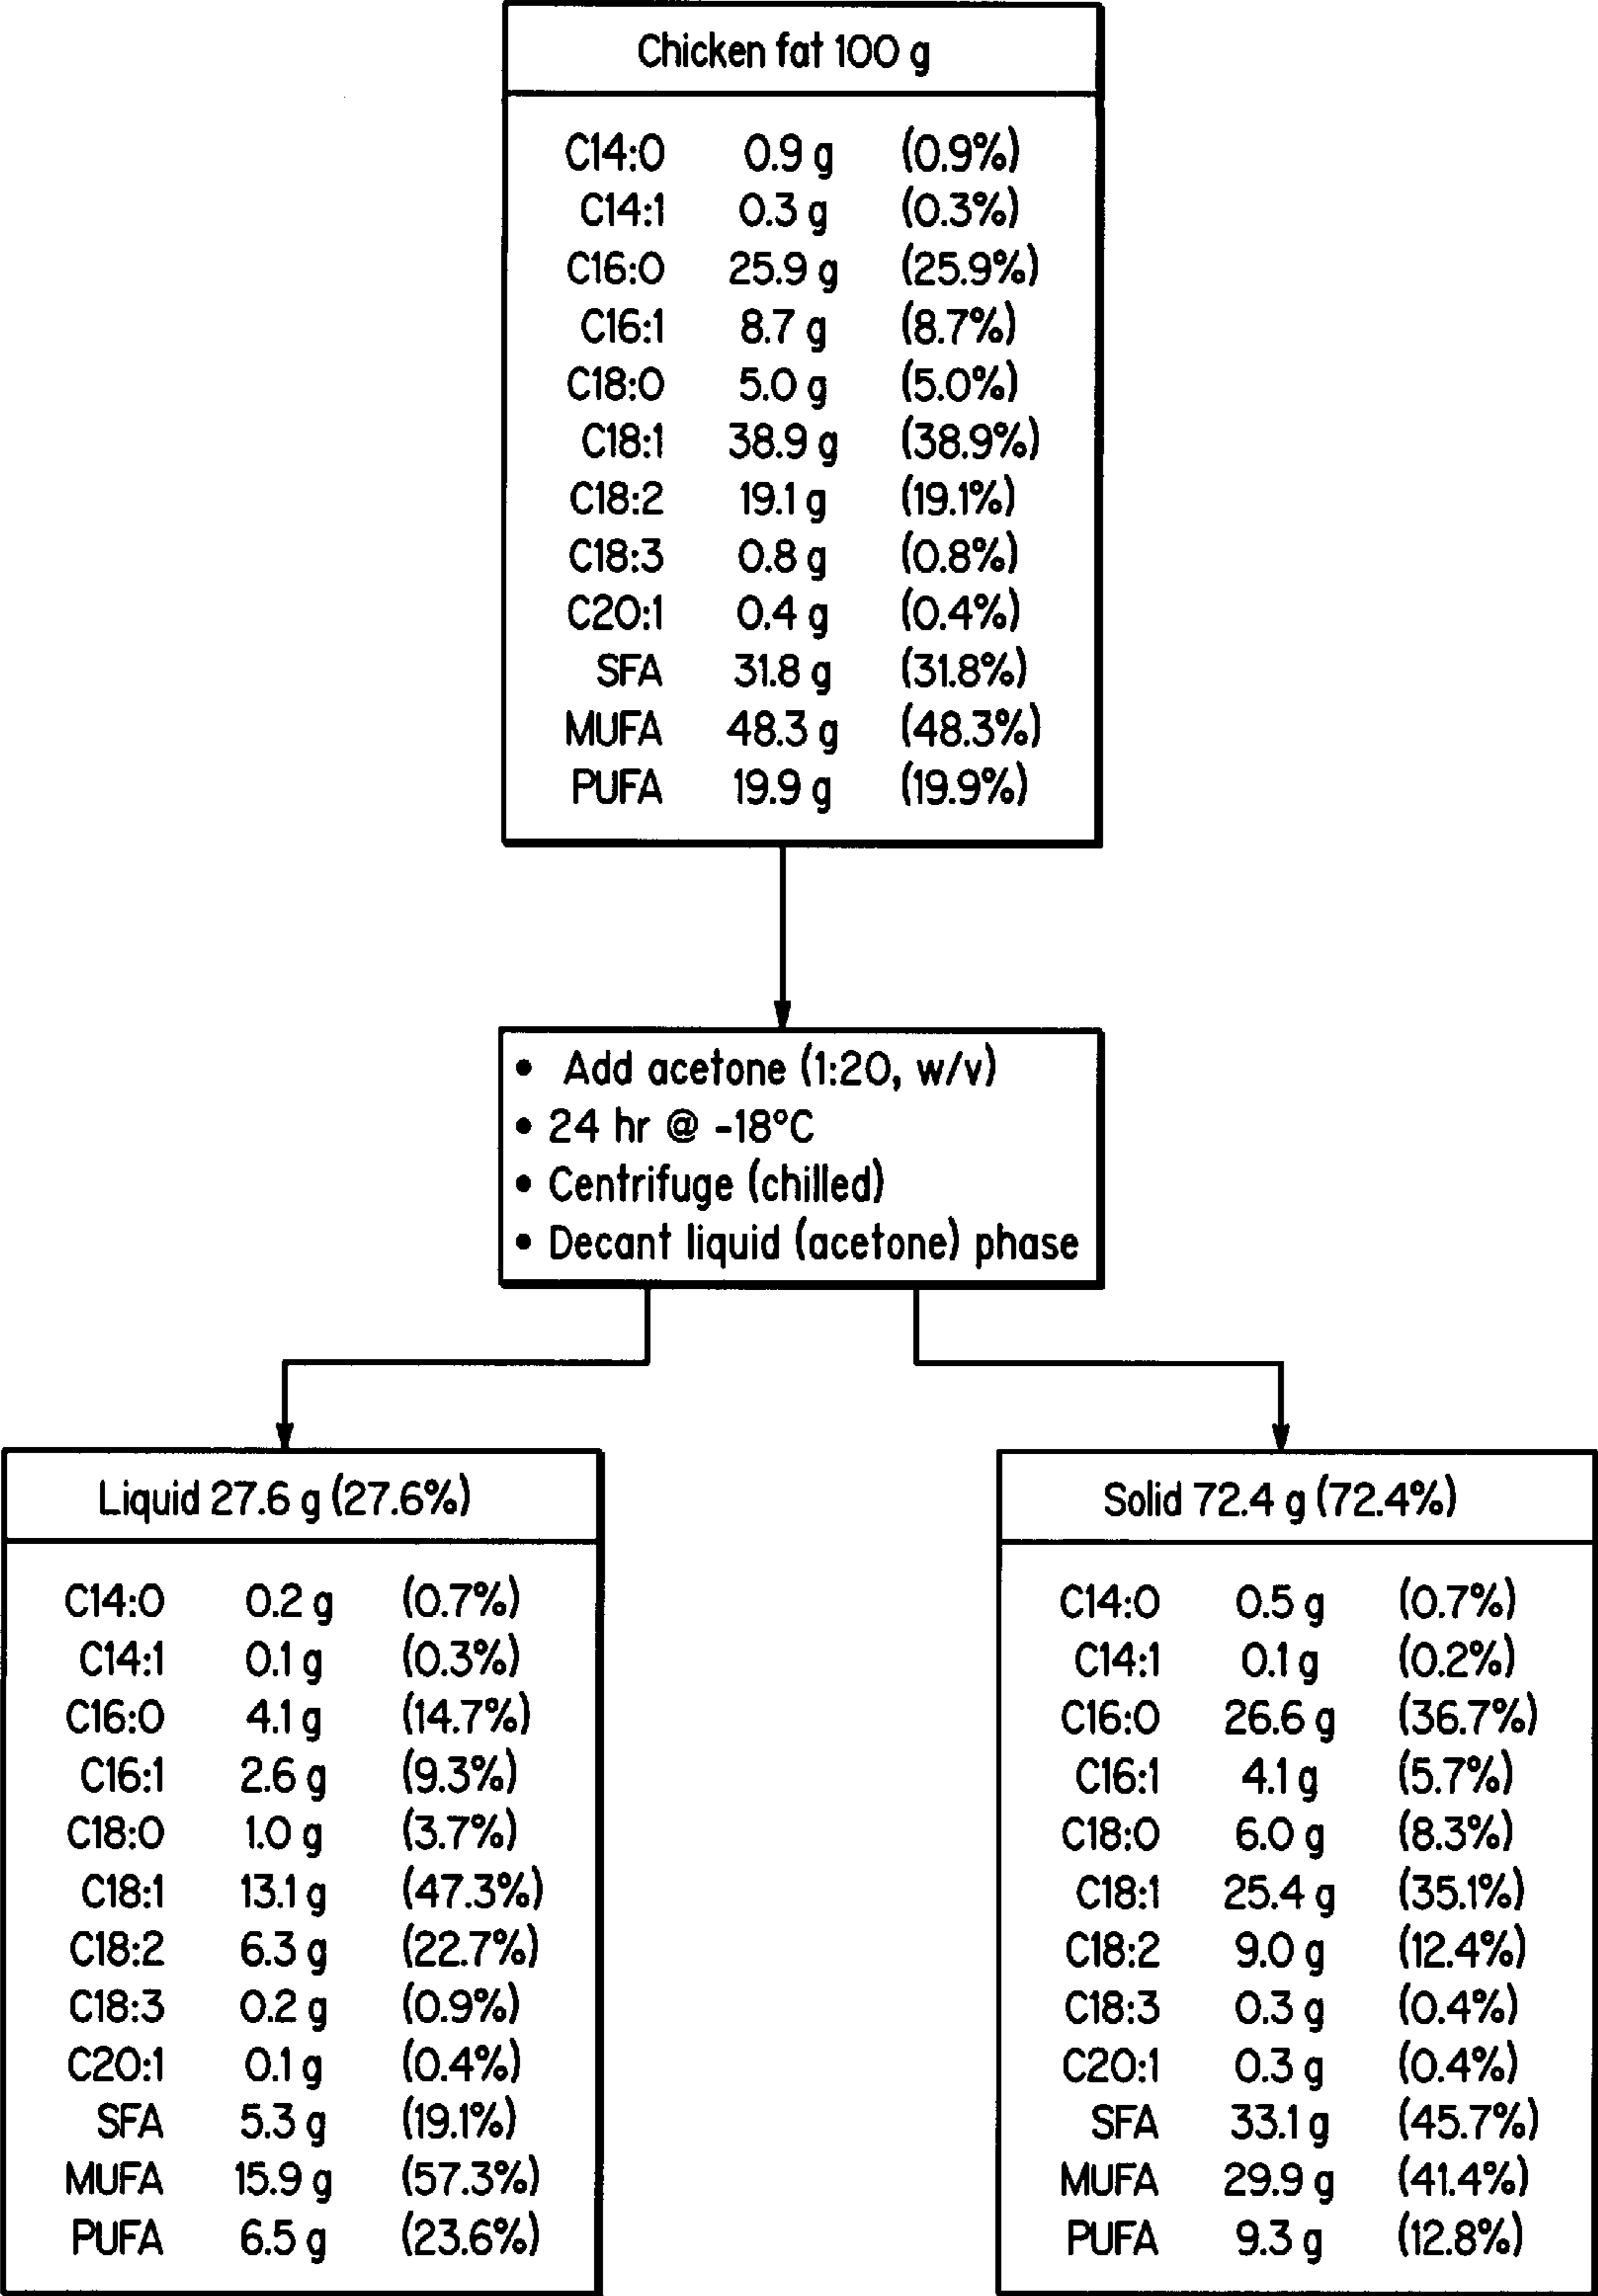 Chicken fat 100 g
C14:0 0.9 g (0.9%)
C14:1 0.3 g (0.3%)
C16:0 25.9 g (25.9%)
C16:1 8.7 g (8.7%)
C18:0 5.0 g (5.0%)
C18:1 38.9 g (38.9%)
C18:2 19.1 g (19.1%)
C18:3 0.8 g (0.8%)
C20:1 0.4 g (0.4%)
SFA 31.8 g (31.8%)
MUFA 48.3 g (48.3%)
PUFA 19.9 g (19.9%)
• Add acetone (1:20, w/v)
• 24 hr @ -18°C
• Centrifuge (chilled)
• Decant liquid (acetone) phase
Liquid 27.6 g (27.6%)
C14:0 0.2 g (0.7%)
C14:1 0.1 g (0.3%)
C16:0 4.1 g (14.7%)
C16:1 2.6 g (9.3%)
C18:0 1.0 g (3.7%)
C18:1 13.1 g (47.3%)
C18:2 6.3 g (22.7%)
C18:3 0.2 g (0.9%)
C20:1 0.1 g (0.4%)
SFA 5.3 g (19.1%)
MUFA 15.9 g (57.3%)
PUFA 6.5 g (23.6%)
Solid 72.4 g (72.4%)
C14:0 0.5 g (0.7%)
C14:1 0.1 g (0.2%)
C16:0 26.6 g (36.7%)
C16:1 4.1 g (5.7%)
C18:0 6.0 g (8.3%)
C18:1 25.4 g (35.1%)
C18:2 9.0 g (12.4%)
C18:3 0.3 g (0.4%)
C20:1 0.3 g (0.4%)
SFA 33.1 g (45.7%)
MUFA 29.9 g (41.4%)
PUFA 9.3 g (12.8%)